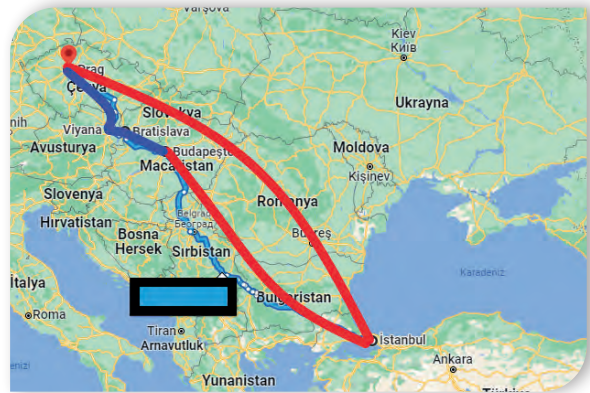 Varşova
Kiev
Київ
Prag
Çekya
Ukrayna
Slovakya
nih
Viyana
Bratislava
Avusturya
Budapeşte
Macaristan
Moldova
Kişinev
Slovenya
Hırvatistan
Romanya
Belgrad
Београд
Bosna
Hersek
Bükreş
Sırbistan
İtalya
Karadeniz
Bulgaristan
Roma
Tiran
Arnavutluk
İstanbul
Ankara
Yunanistan